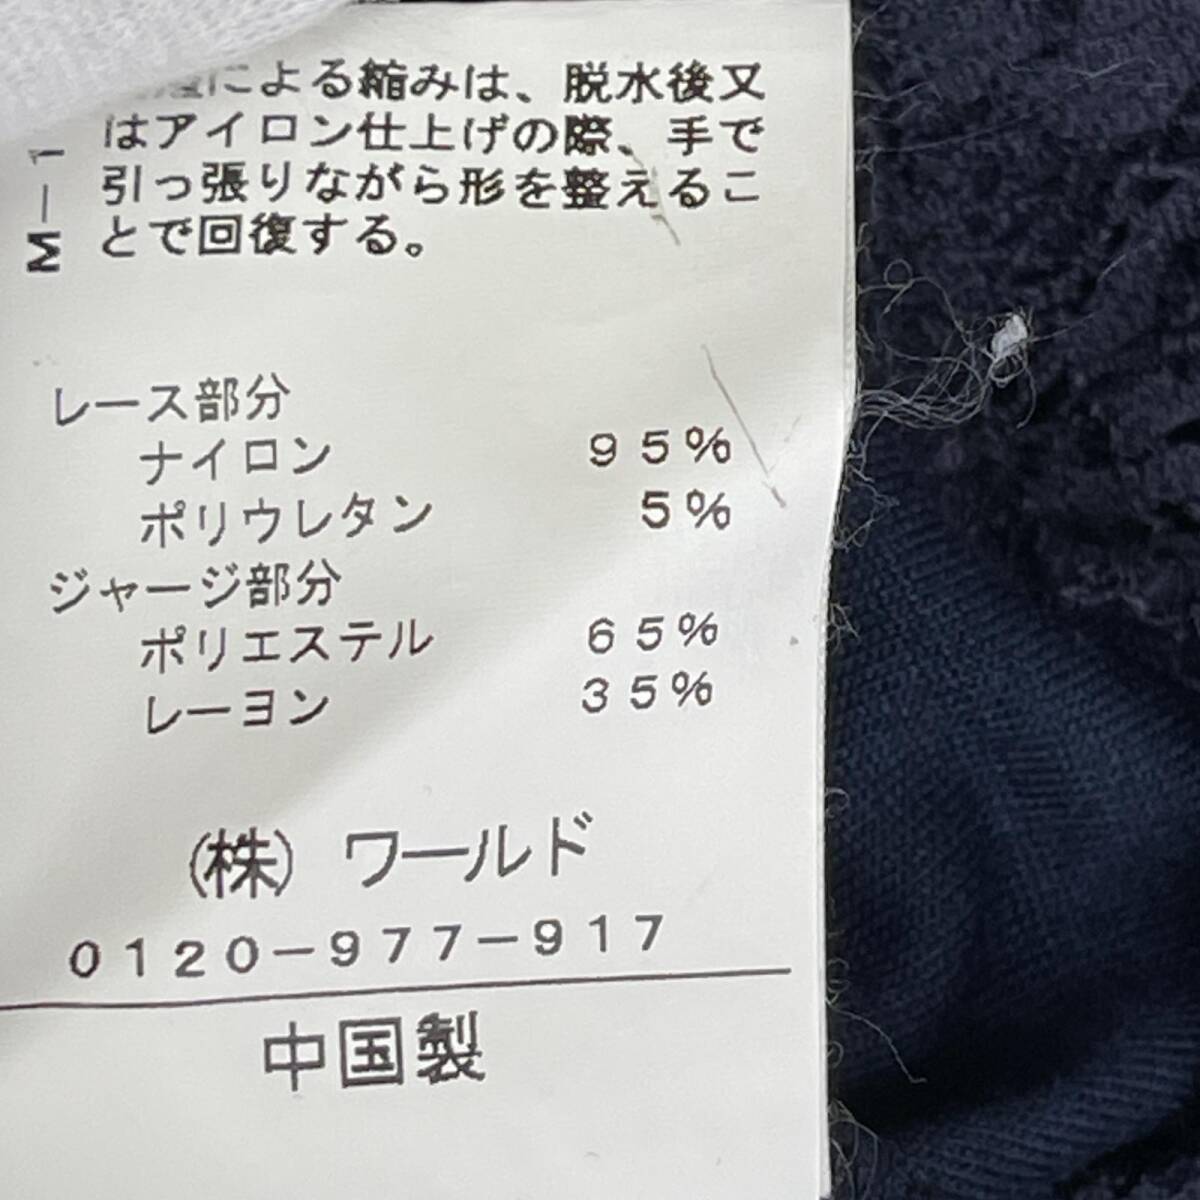 による縮みは、脱水後又
はアイロン仕上げの際、手で
引っ張りながら形を整えるこ
とで回復する。
M－1
レース部分
ナイロン 95%
ポリウレタン 5%
ジャージ部分
ポリエステル 65%
レーヨン 35%
(株) ワールド
0120-977-917
中国製